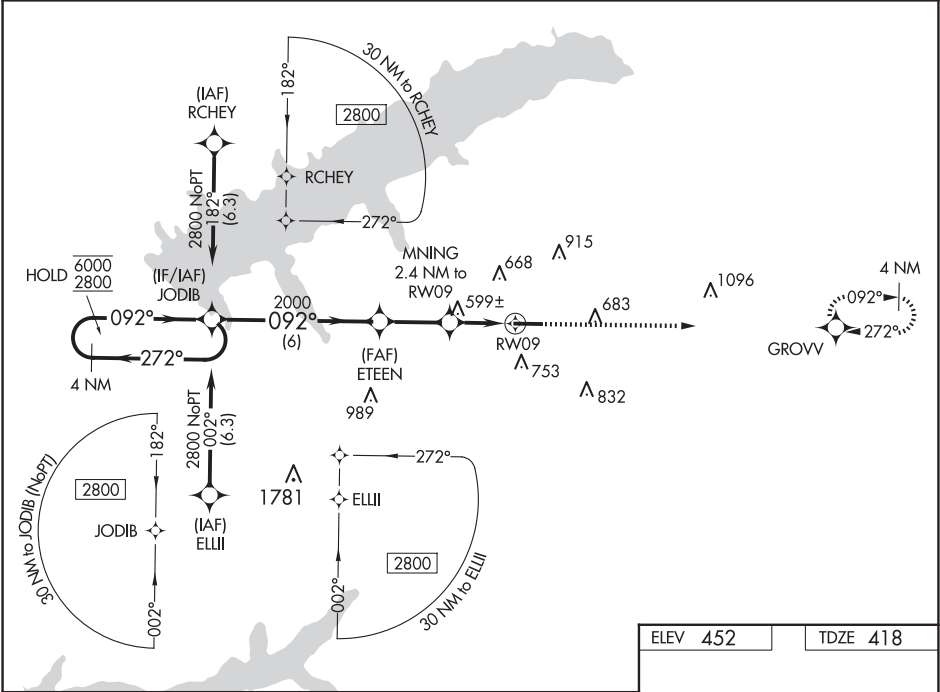 (IAF)
RCHEY
2800 NoPT
182°
(6.3)
182°
30 NM to RCHEY
2800
RCHEY
272°
HOLD
6000
2800
(IF/IAF)
JODIB
092°
272°
4 NM
2000
092°
(6)
(FAF)
ETEEN
MNING
2.4 NM to
RW09
599±
668
915
683
1096
RW09
753
832
989
4 NM
092°
272°
GROVV
2800 NoPT
002°
(6.3)
(IAF)
ELLII
1781
182°
30 NM to JODIB (NoPT)
2800
JODIB
002°
272°
ELLII
2800
002°
30 NM to ELLII
ELEV 452
TDZE 418